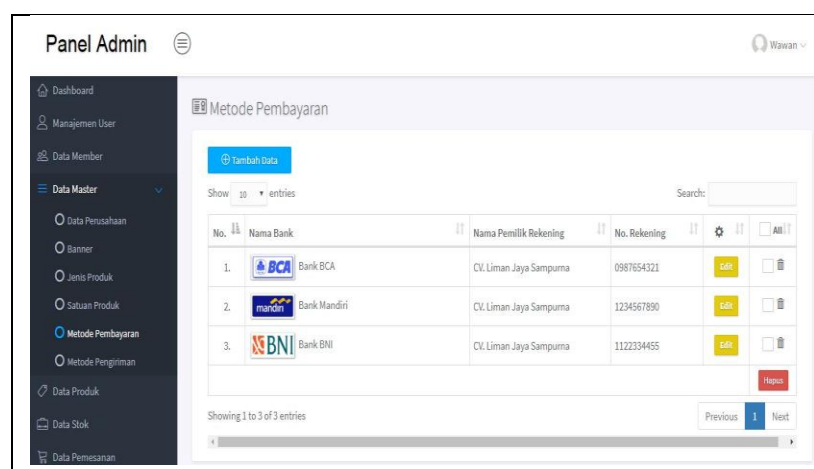 Panel Admin
Wawan
Dashboard
Manajemen User
Data Member
Data Master
Data Perusahaan
Banner
Jenis Produk
Satuan Produk
Metode Pembayaran
Metode Pengiriman
Data Produk
Data Stok
Data Pemesanan
Metode Pembayaran
Tambah Data
Show 10 entries
Search:
No. Nama Bank Nama Pemilik Rekening No. Rekening All
1. BCA Bank BCA CV. Liman Jaya Sampurna 0987654321 Edit
2. mandiri Bank Mandiri CV. Liman Jaya Sampurna 1234567890 Edit
3. BNI Bank BNI CV. Liman Jaya Sampurna 1122334455 Edit
Hapus
Showing 1 to 3 of 3 entries
Previous 1 Next